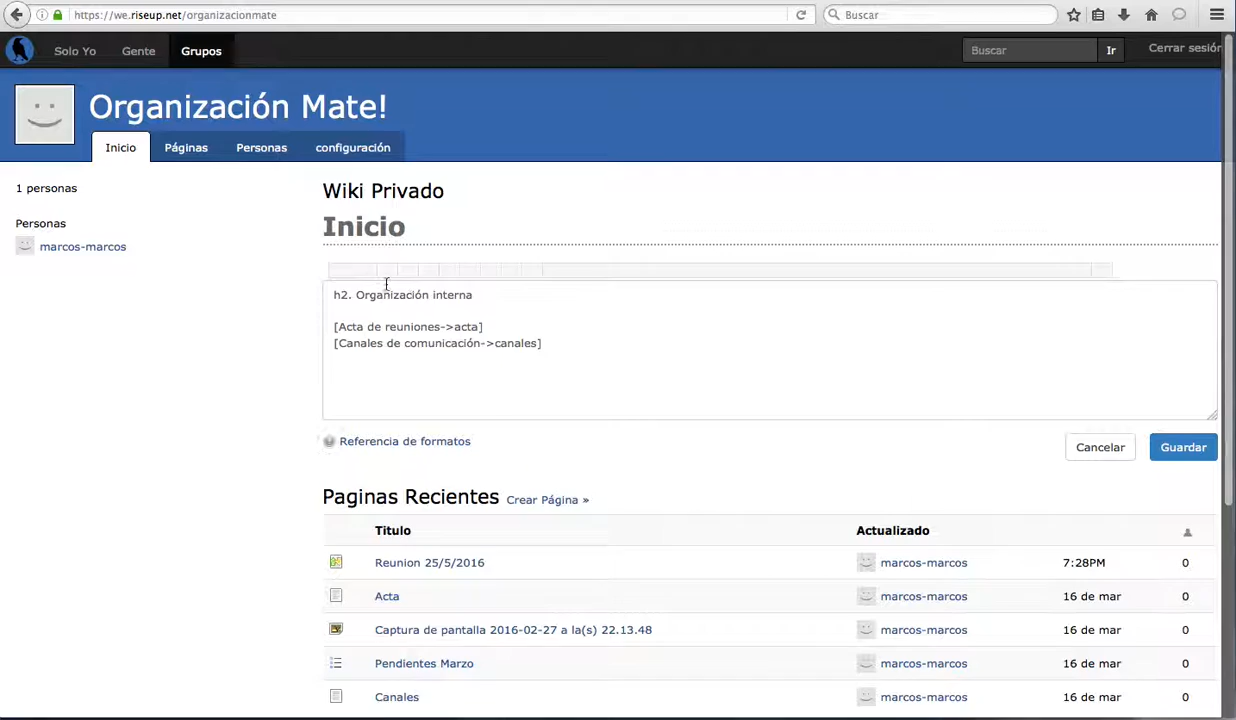 https://we.riseup.net/organizacionmate
Buscar
Solo Yo Gente Grupos
Buscar Ir Cerrar sesión
Organización Mate!
Inicio Páginas Personas configuración
1 personas
Personas
marcos-marcos
Wiki Privado
Inicio
h2. Organización interna
[Acta de reuniones->acta]
[Canales de comunicación->canales]
Referencia de formatos
Cancelar Guardar
Paginas Recientes Crear Página »
Titulo Actualizado
Reunion 25/5/2016 marcos-marcos 7:28PM 0
Acta marcos-marcos 16 de mar 0
Captura de pantalla 2016-02-27 a la(s) 22.13.48 marcos-marcos 16 de mar 0
Pendientes Marzo marcos-marcos 16 de mar 0
Canales marcos-marcos 16 de mar 0